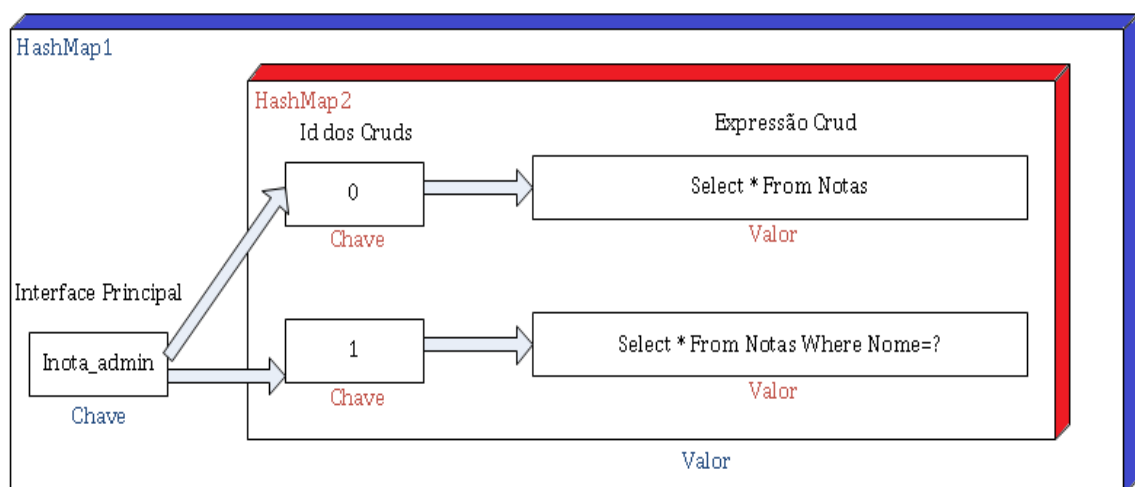 HashMap1
HashMap2
Id dos Cruds
Expressão Crud
0
Select * From Notas
Chave
Valor
Interface Principal
Inota_admin
Chave
1
Select * From Notas Where Nome=?
Chave
Valor
Valor